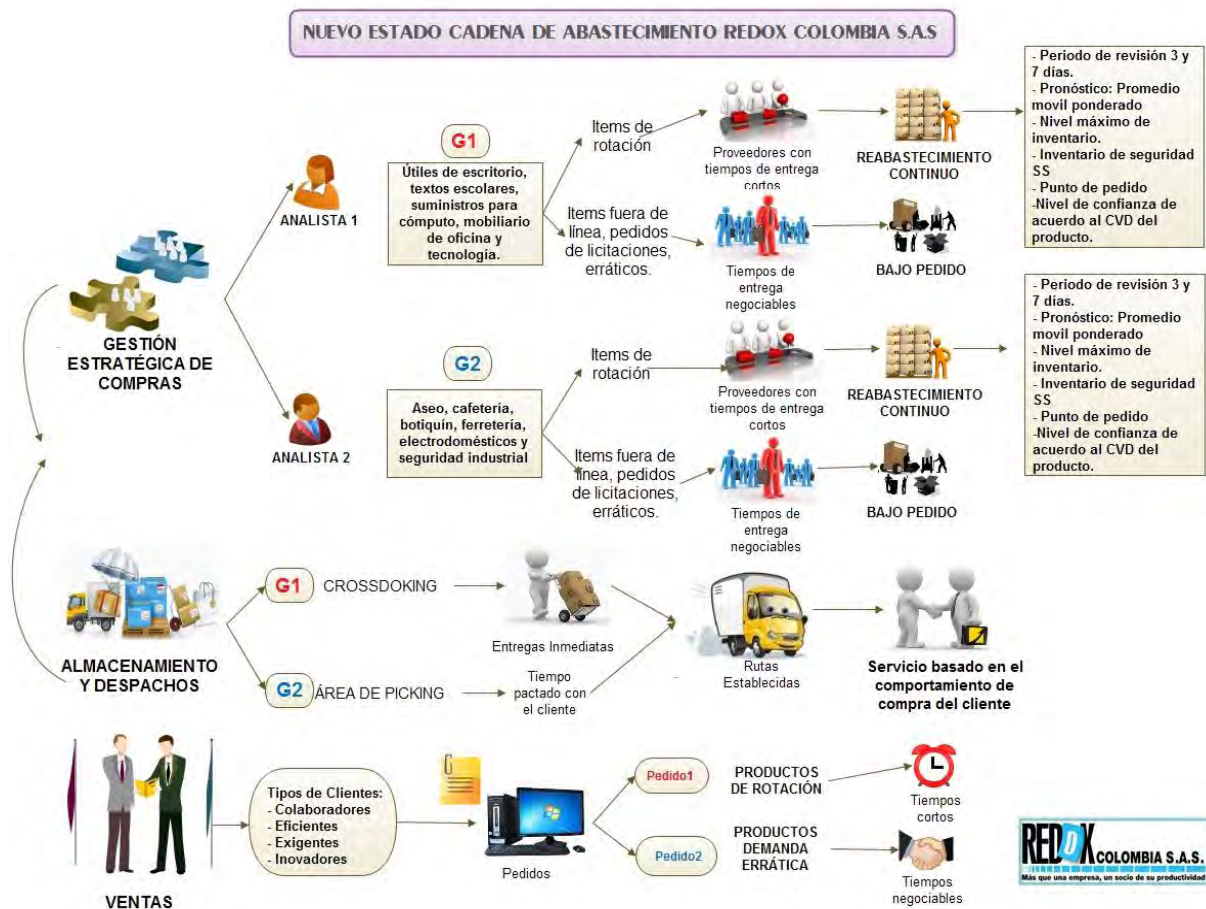 NUEVO ESTADO CADENA DE ABASTECIMIENTO REDOX COLOMBIA S.A.S
GESTIÓN
ESTRATÉGICA DE
COMPRAS
ANALISTA 1
G1
Útiles de escritorio,
textos escolares,
suministros para
cómputo, mobiliario
de oficina y
tecnología.
Items de
rotación
Proveedores con
tiempos de entrega
cortos
REABASTECIMIENTO
CONTINUO
- Periodo de revisión 3 y
7 días.
- Pronóstico: Promedio
movil ponderado
- Nivel máximo de
inventario.
- Inventario de seguridad
SS
- Punto de pedido
-Nivel de confianza de
acuerdo al CVD del
producto.
Items fuera de
línea, pedidos
de licitaciones,
erráticos.
Tiempos de
entrega
negociables
BAJO PEDIDO
ANALISTA 2
G2
Aseo, cafetería,
botiquín, ferretería,
electrodomésticos y
seguridad industrial
Items de
rotación
Proveedores con
tiempos de entrega
cortos
REABASTECIMIENTO
CONTINUO
- Periodo de revisión 3 y
7 días.
- Pronóstico: Promedio
movil ponderado
- Nivel máximo de
inventario.
- Inventario de seguridad
SS
- Punto de pedido
-Nivel de confianza de
acuerdo al CVD del
producto.
Items fuera de
línea, pedidos
de licitaciones,
erráticos.
Tiempos de
entrega
negociables
BAJO PEDIDO
ALMACENAMIENTO
Y DESPACHOS
G1
CROSSDOKING
Entregas Inmediatas
G2
ÁREA DE PICKING
Tiempo
pactado con
el cliente
Rutas
Establecidas
Servicio basado en el
comportamiento de
compra del cliente
VENTAS
Tipos de Clientes:
- Colaboradores
- Eficientes
- Exigentes
- Inovadores
Pedidos
Pedido1
PRODUCTOS
DE ROTACIÓN
Tiempos
cortos
Pedido2
PRODUCTOS
DEMANDA
ERRÁTICA
Tiempos
negociables
REDOX COLOMBIA S.A.S.
Más que una empresa, un socio de su productividad